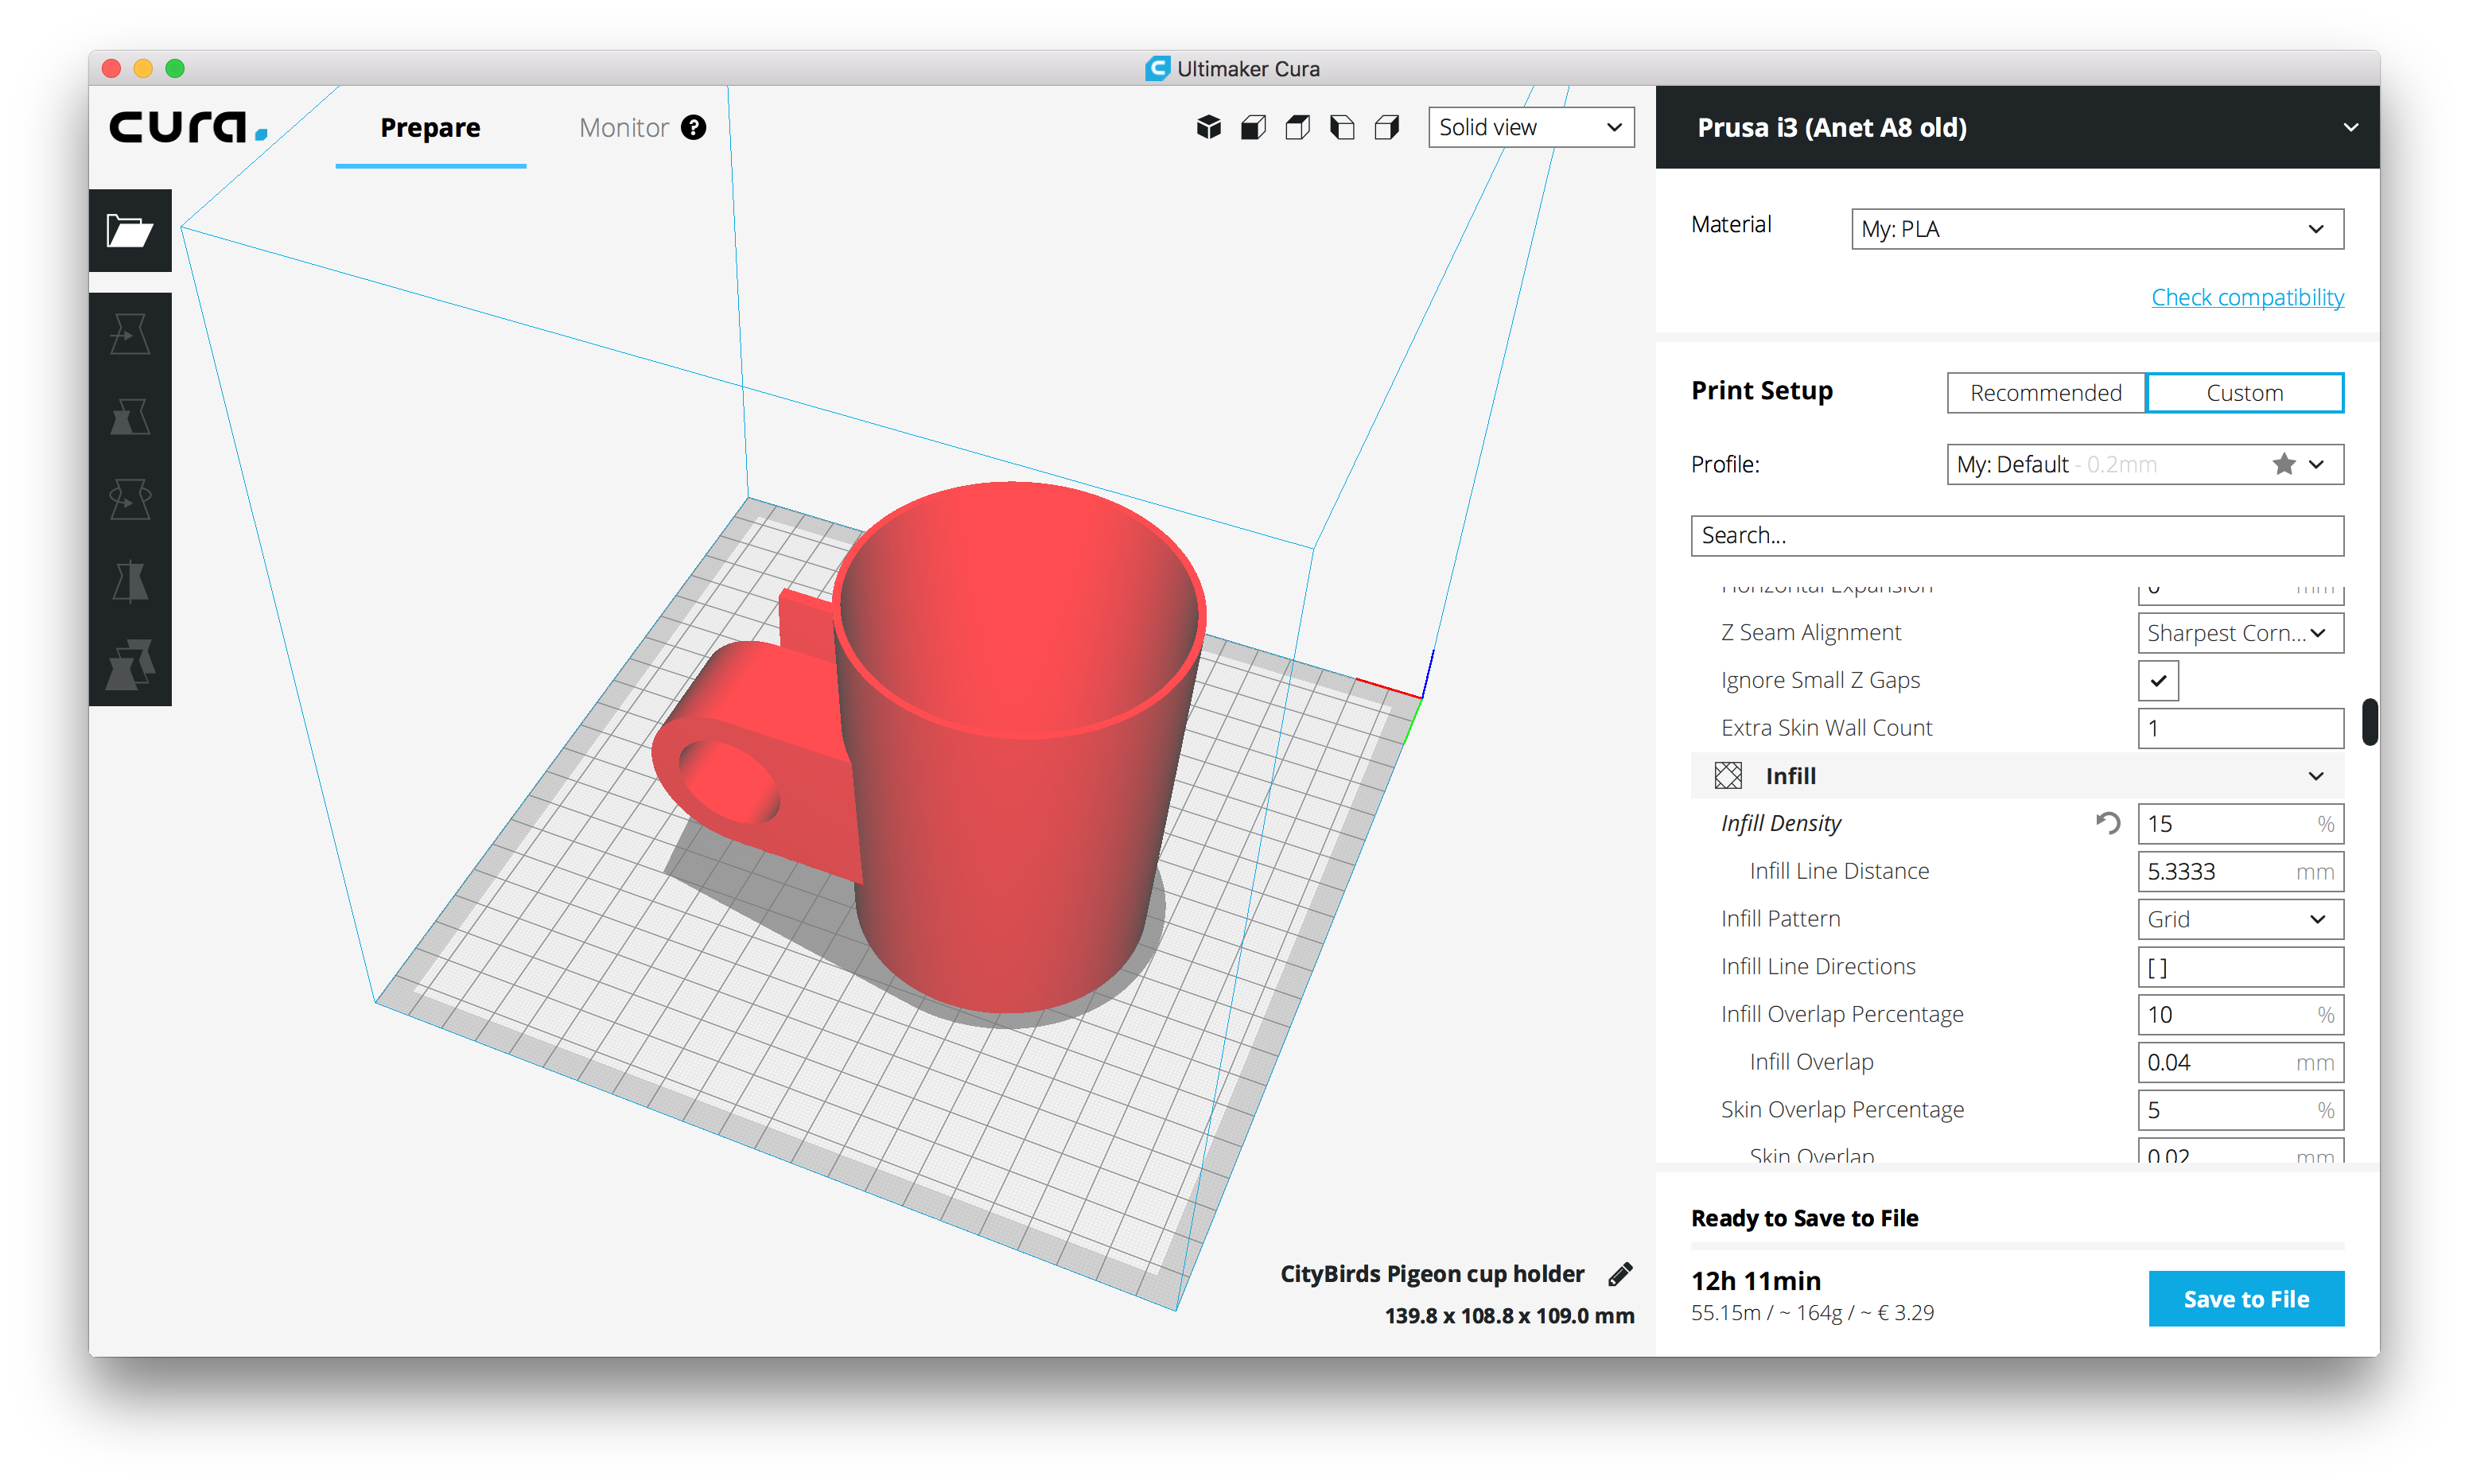 Ultimaker Cura
cura.
Prepare
Monitor ?
Solid view
Prusa i3 (Anet A8 old)
Material
My: PLA
Check compatibility
Print Setup
Recommended
Custom
Profile:
My: Default - 0.2mm
Search...
Horizontal Expansion 0 mm
Z Seam Alignment Sharpest Corn...
Ignore Small Z Gaps
Extra Skin Wall Count 1
Infill
Infill Density 15 %
Infill Line Distance 5.3333 mm
Infill Pattern Grid
Infill Line Directions [ ]
Infill Overlap Percentage 10 %
Infill Overlap 0.04 mm
Skin Overlap Percentage 5 %
Skin Overlap 0.02 mm
CityBirds Pigeon cup holder
139.8 x 108.8 x 109.0 mm
Ready to Save to File
12h 11min
55.15m / ~ 164g / ~ € 3.29
Save to File